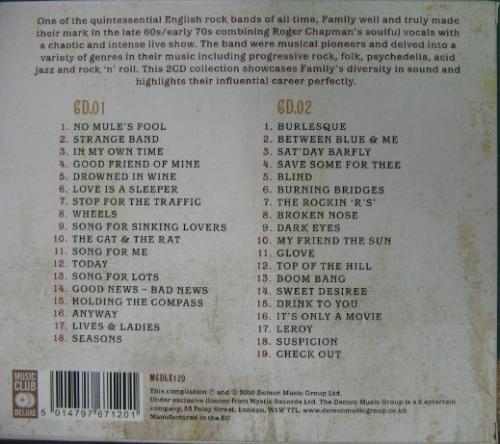 One of the quintessential English rock bands of all time, Family well and truly made
their mark in the late 60s/early 70s combining Roger Chapman's soulful vocals with
a chaotic and intense live show. The band were musical pioneers and delved into a
variety of genres in their music including progressive rock, folk, psychedelia, acid
jazz and rock 'n' roll. This 2CD collection showcases Family's diversity in sound and
highlights their influential career perfectly.
CD.01
1. NO MULE'S FOOL
2. STRANGE BAND
3. IN MY OWN TIME
4. GOOD FRIEND OF MINE
5. DROWNED IN WINE
6. LOVE IS A SLEEPER
7. STOP FOR THE TRAFFIC
8. WHEELS
9. SONG FOR SINKING LOVERS
10. THE CAT & THE RAT
11. SONG FOR ME
12. TODAY
13. SONG FOR LOTS
14. GOOD NEWS – BAD NEWS
15. HOLDING THE COMPASS
16. ANYWAY
17. LIVES & LADIES
18. SEASONS
CD.02
1. BURLESQUE
2. BETWEEN BLUE & ME
3. SAT'DAY BARFLY
4. SAVE SOME FOR THEE
5. BLIND
6. BURNING BRIDGES
7. THE ROCKIN 'R'S'
8. BROKEN NOSE
9. DARK EYES
10. MY FRIEND THE SUN
11. GLOVE
12. TOP OF THE HILL
13. BOOM BANG
14. SWEET DESIREE
15. DRINK TO YOU
16. IT'S ONLY A MOVIE
17. LEROY
18. SUSPICION
19. CHECK OUT
MUSIC
CLUB
DELUXE
5 014797 671201
MCDLX120
This compilation ℗ and © 2010 Demon Music Group Ltd.
Under exclusive license from Mystic Records Ltd. The Demon Music Group is a 2 entertain
company, 33 Foley Street, London, W1W 7TL. www.demonmusicgroup.co.uk
Manufactured in the EU